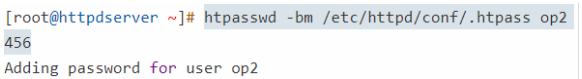 [root@httpdserver ~]# htpasswd -bm /etc/httpd/conf/.htpass op2
456
Adding password for user op2